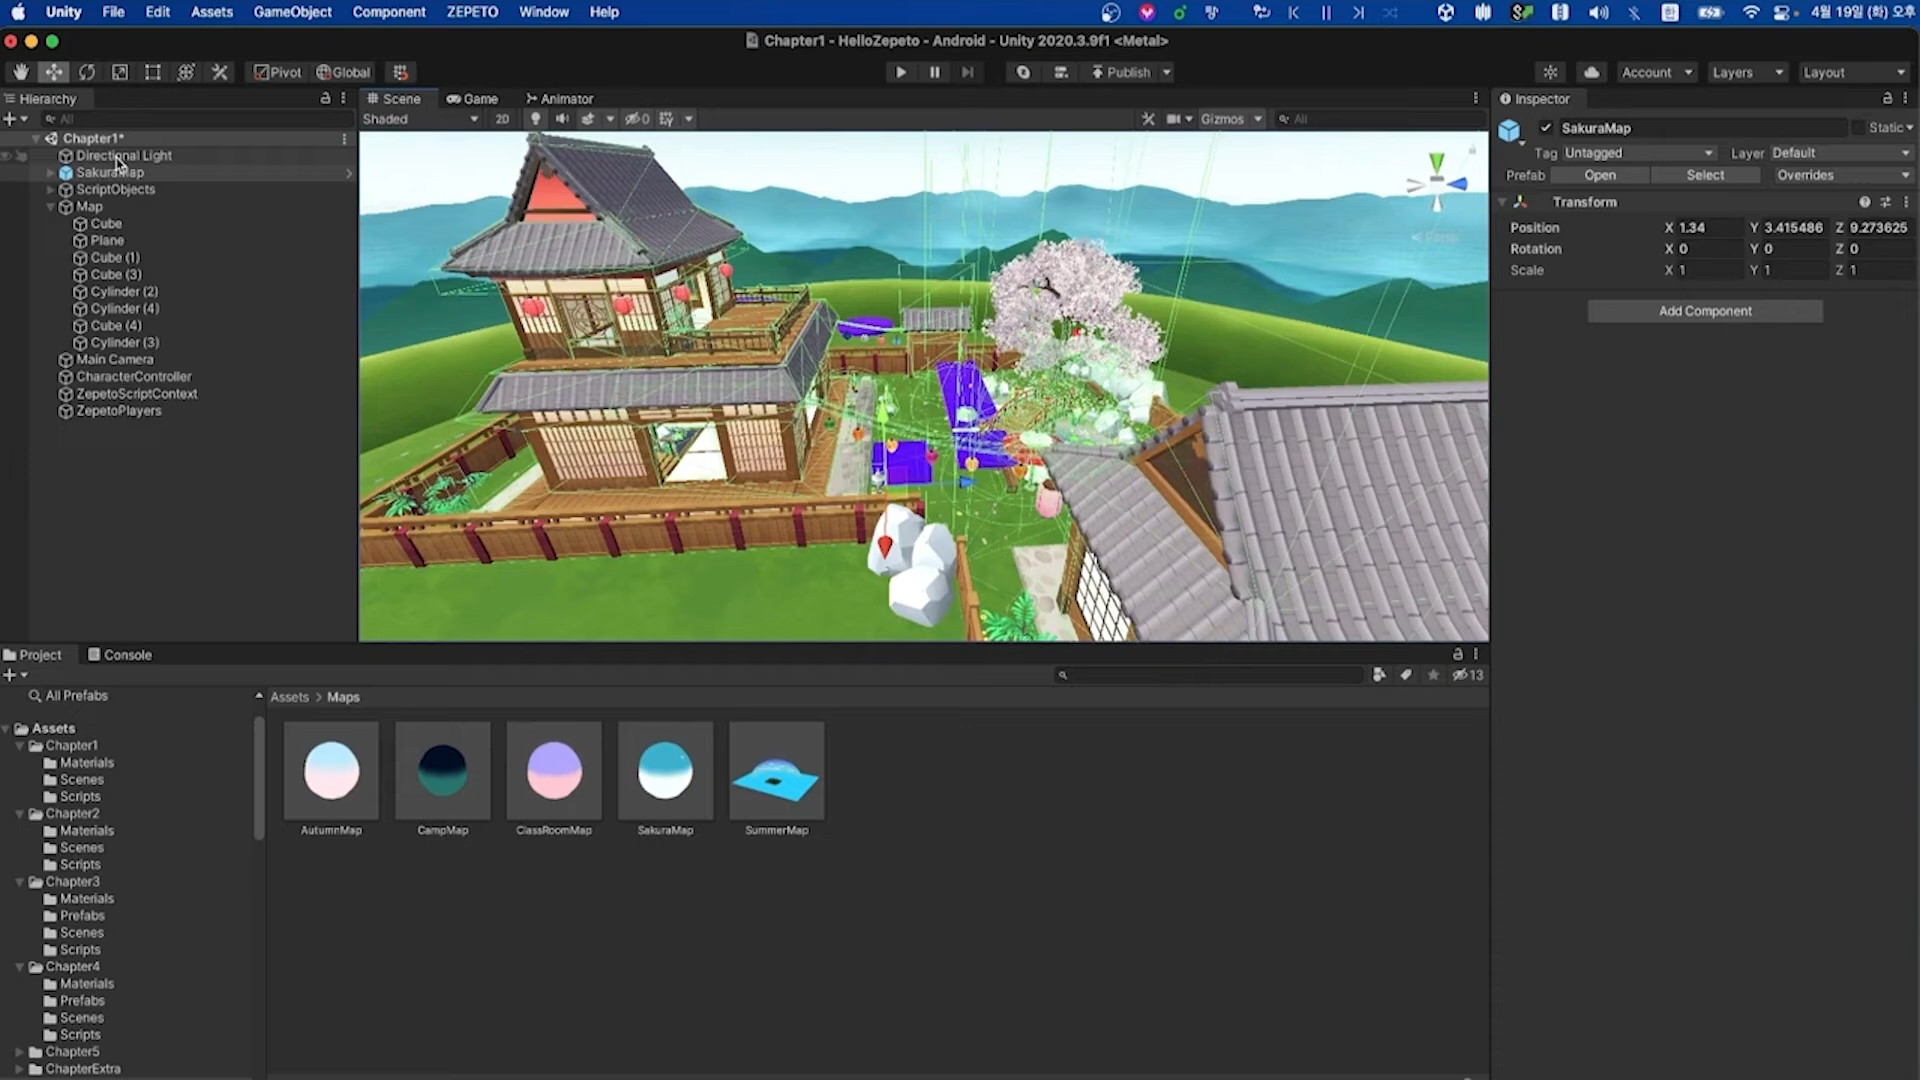 Unity File Edit Assets GameObject Component ZEPETO Window Help 4월 19일 (화) 오후
Chapter1 - HelloZepeto - Android - Unity 2020.3.9f1 <Metal>
Pivot Global Publish Account Layers Layout
Hierarchy
All
Chapter1*
Directional Light
SakuraMap
ScriptObjects
Map
Cube
Plane
Cube (1)
Cube (3)
Cylinder (2)
Cylinder (4)
Cube (4)
Cylinder (3)
Main Camera
CharacterController
ZepetoScriptContext
ZepetoPlayers
Scene Game Animator
Shaded 2D 0 Gizmos All
Inspector
SakuraMap Static
Tag Untagged Layer Default
Prefab Open Select Overrides
Transform
Position X 1.34 Y 3.415486 Z 9.273625
Rotation X 0 Y 0 Z 0
Scale X 1 Y 1 Z 1
Add Component
Project Console
13
All Prefabs
Assets
Chapter1
Materials
Scenes
Scripts
Chapter2
Materials
Scenes
Scripts
Chapter3
Materials
Prefabs
Scenes
Scripts
Chapter4
Materials
Prefabs
Scenes
Scripts
Chapter5
ChapterExtra
Assets > Maps
AutumnMap CampMap ClassRoomMap SakuraMap SummerMap